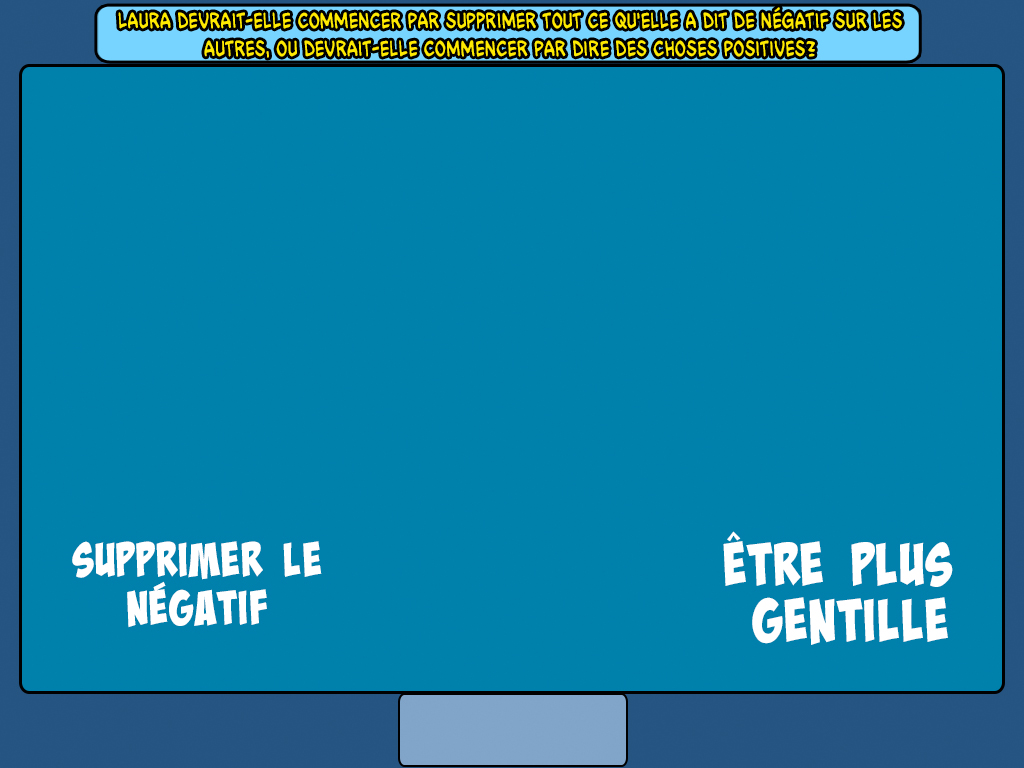 LAURA DEVRAIT-ELLE COMMENCER PAR SUPPRIMER TOUT CE QU'ELLE A DIT DE NÉGATIF SUR LES
AUTRES, OU DEVRAIT-ELLE COMMENCER PAR DIRE DES CHOSES POSITIVES?
SUPPRIMER LE
NÉGATIF
ÊTRE PLUS
GENTILLE